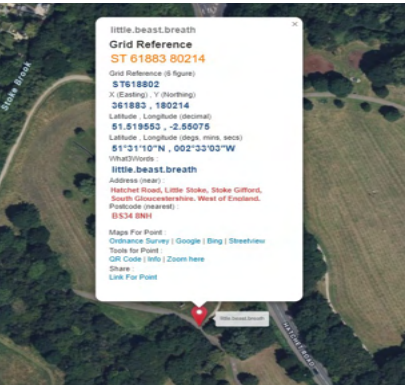 little.beast.breath
×
Grid Reference
ST 61883 80214
Grid Reference (6 figure)
ST618802
X (Easting) , Y (Northing)
361883 , 180214
Latitude , Longitude (decimal)
51.519553 , -2.55075
Latitude , Longitude (degs, mins, secs)
51°31'10"N , 002°33'03"W
What3Words :
little.beast.breath
Address (near) :
Hatchet Road, Little Stoke, Stoke Gifford,
South Gloucestershire. West of England.
Postcode (nearest) :
BS34 8NH
Maps For Point :
Ordnance Survey | Google | Bing | Streetview
Tools for Point :
QR Code | Info | Zoom here
Share :
Link For Point
Stoke Brook
little.beast.breath
HATCHET ROAD